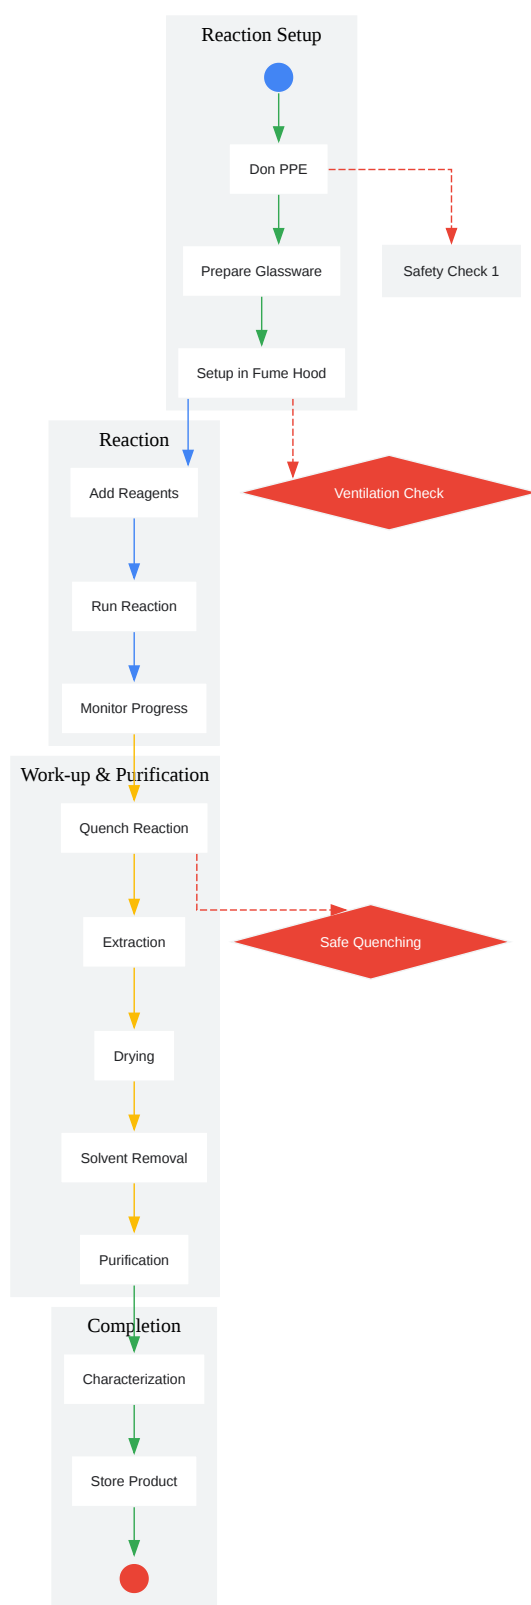 Reaction Setup
Don PPE
Prepare Glassware
Safety Check 1
Setup in Fume Hood
Reaction
Add Reagents
Ventilation Check
Run Reaction
Monitor Progress
Work-up & Purification
Quench Reaction
Extraction
Safe Quenching
Drying
Solvent Removal
Purification
Completion
Characterization
Store Product